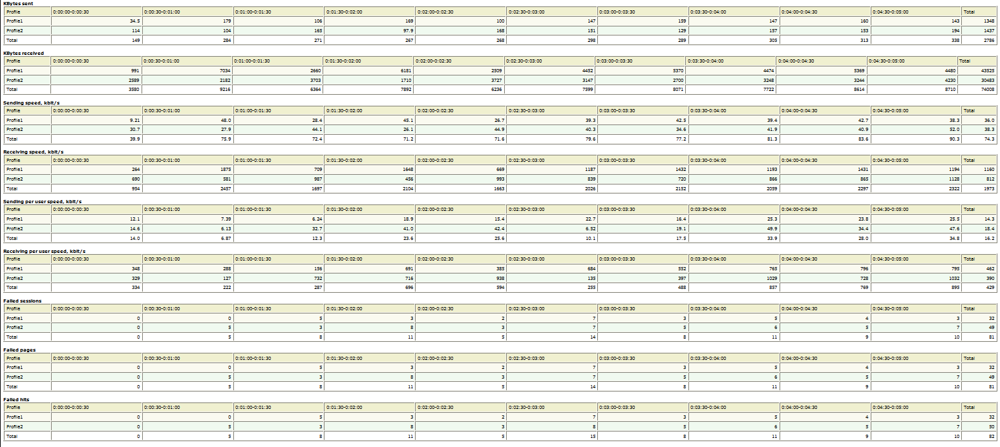 KBytes sent
Profile 0:00:00-0:00:30 0:00:30-0:01:00 0:01:00-0:01:30 0:01:30-0:02:00 0:02:00-0:02:30 0:02:30-0:03:00 0:03:00-0:03:30 0:03:30-0:04:00 0:04:00-0:04:30 0:04:30-0:05:00 Total
Profile1 34.5 179 106 169 100 147 159 147 160 143 1348
Profile2 114 104 165 97.9 168 151 129 157 153 194 1437
Total 149 284 271 267 268 298 289 305 313 338 2786
KBytes received
Profile 0:00:00-0:00:30 0:00:30-0:01:00 0:01:00-0:01:30 0:01:30-0:02:00 0:02:00-0:02:30 0:02:30-0:03:00 0:03:00-0:03:30 0:03:30-0:04:00 0:04:00-0:04:30 0:04:30-0:05:00 Total
Profile1 991 7034 2660 6181 2509 4452 5370 4474 5369 4480 43525
Profile2 2589 2182 3703 1710 3727 3147 2700 3248 3244 4230 30483
Total 3580 9216 6364 7892 6236 7599 8071 7722 8614 8710 74008
Sending speed, kbit/s
Profile 0:00:00-0:00:30 0:00:30-0:01:00 0:01:00-0:01:30 0:01:30-0:02:00 0:02:00-0:02:30 0:02:30-0:03:00 0:03:00-0:03:30 0:03:30-0:04:00 0:04:00-0:04:30 0:04:30-0:05:00 Total
Profile1 9.21 48.0 28.4 45.1 26.7 39.3 42.5 39.4 42.7 38.3 36.0
Profile2 30.7 27.9 44.1 26.1 44.9 40.3 34.6 41.9 40.9 52.0 38.3
Total 39.9 75.9 72.4 71.2 71.6 79.6 77.2 81.3 83.6 90.3 74.3
Receiving speed, kbit/s
Profile 0:00:00-0:00:30 0:00:30-0:01:00 0:01:00-0:01:30 0:01:30-0:02:00 0:02:00-0:02:30 0:02:30-0:03:00 0:03:00-0:03:30 0:03:30-0:04:00 0:04:00-0:04:30 0:04:30-0:05:00 Total
Profile1 264 1875 709 1648 669 1187 1432 1193 1431 1194 1160
Profile2 690 581 987 456 993 839 720 866 865 1128 812
Total 954 2457 1697 2104 1663 2026 2152 2059 2297 2322 1973
Sending per user speed, kbit/s
Profile 0:00:00-0:00:30 0:00:30-0:01:00 0:01:00-0:01:30 0:01:30-0:02:00 0:02:00-0:02:30 0:02:30-0:03:00 0:03:00-0:03:30 0:03:30-0:04:00 0:04:00-0:04:30 0:04:30-0:05:00 Total
Profile1 12.1 7.39 6.24 18.9 15.4 22.7 16.4 25.3 23.8 25.5 14.3
Profile2 14.6 6.13 32.7 41.0 42.4 6.52 19.1 49.9 34.4 47.6 18.4
Total 14.0 6.87 12.3 23.6 25.6 10.1 17.5 33.9 28.0 34.8 16.2
Receiving per user speed, kbit/s
Profile 0:00:00-0:00:30 0:00:30-0:01:00 0:01:00-0:01:30 0:01:30-0:02:00 0:02:00-0:02:30 0:02:30-0:03:00 0:03:00-0:03:30 0:03:30-0:04:00 0:04:00-0:04:30 0:04:30-0:05:00 Total
Profile1 348 288 156 691 385 684 552 765 796 795 462
Profile2 329 127 732 716 938 135 397 1029 728 1032 390
Total 334 222 287 696 594 255 488 857 769 895 429
Failed sessions
Profile 0:00:00-0:00:30 0:00:30-0:01:00 0:01:00-0:01:30 0:01:30-0:02:00 0:02:00-0:02:30 0:02:30-0:03:00 0:03:00-0:03:30 0:03:30-0:04:00 0:04:00-0:04:30 0:04:30-0:05:00 Total
Profile1 0 0 5 3 2 7 3 5 4 3 32
Profile2 0 5 3 8 3 7 5 6 5 7 49
Total 0 5 8 11 5 14 8 11 9 10 81
Failed pages
Profile 0:00:00-0:00:30 0:00:30-0:01:00 0:01:00-0:01:30 0:01:30-0:02:00 0:02:00-0:02:30 0:02:30-0:03:00 0:03:00-0:03:30 0:03:30-0:04:00 0:04:00-0:04:30 0:04:30-0:05:00 Total
Profile1 0 0 5 3 2 7 3 5 4 3 32
Profile2 0 5 3 8 3 7 5 6 5 7 49
Total 0 5 8 11 5 14 8 11 9 10 81
Failed hits
Profile 0:00:00-0:00:30 0:00:30-0:01:00 0:01:00-0:01:30 0:01:30-0:02:00 0:02:00-0:02:30 0:02:30-0:03:00 0:03:00-0:03:30 0:03:30-0:04:00 0:04:00-0:04:30 0:04:30-0:05:00 Total
Profile1 0 0 5 3 2 7 3 5 4 3 32
Profile2 0 5 3 8 3 8 5 6 5 7 50
Total 0 5 8 11 5 15 8 11 9 10 82